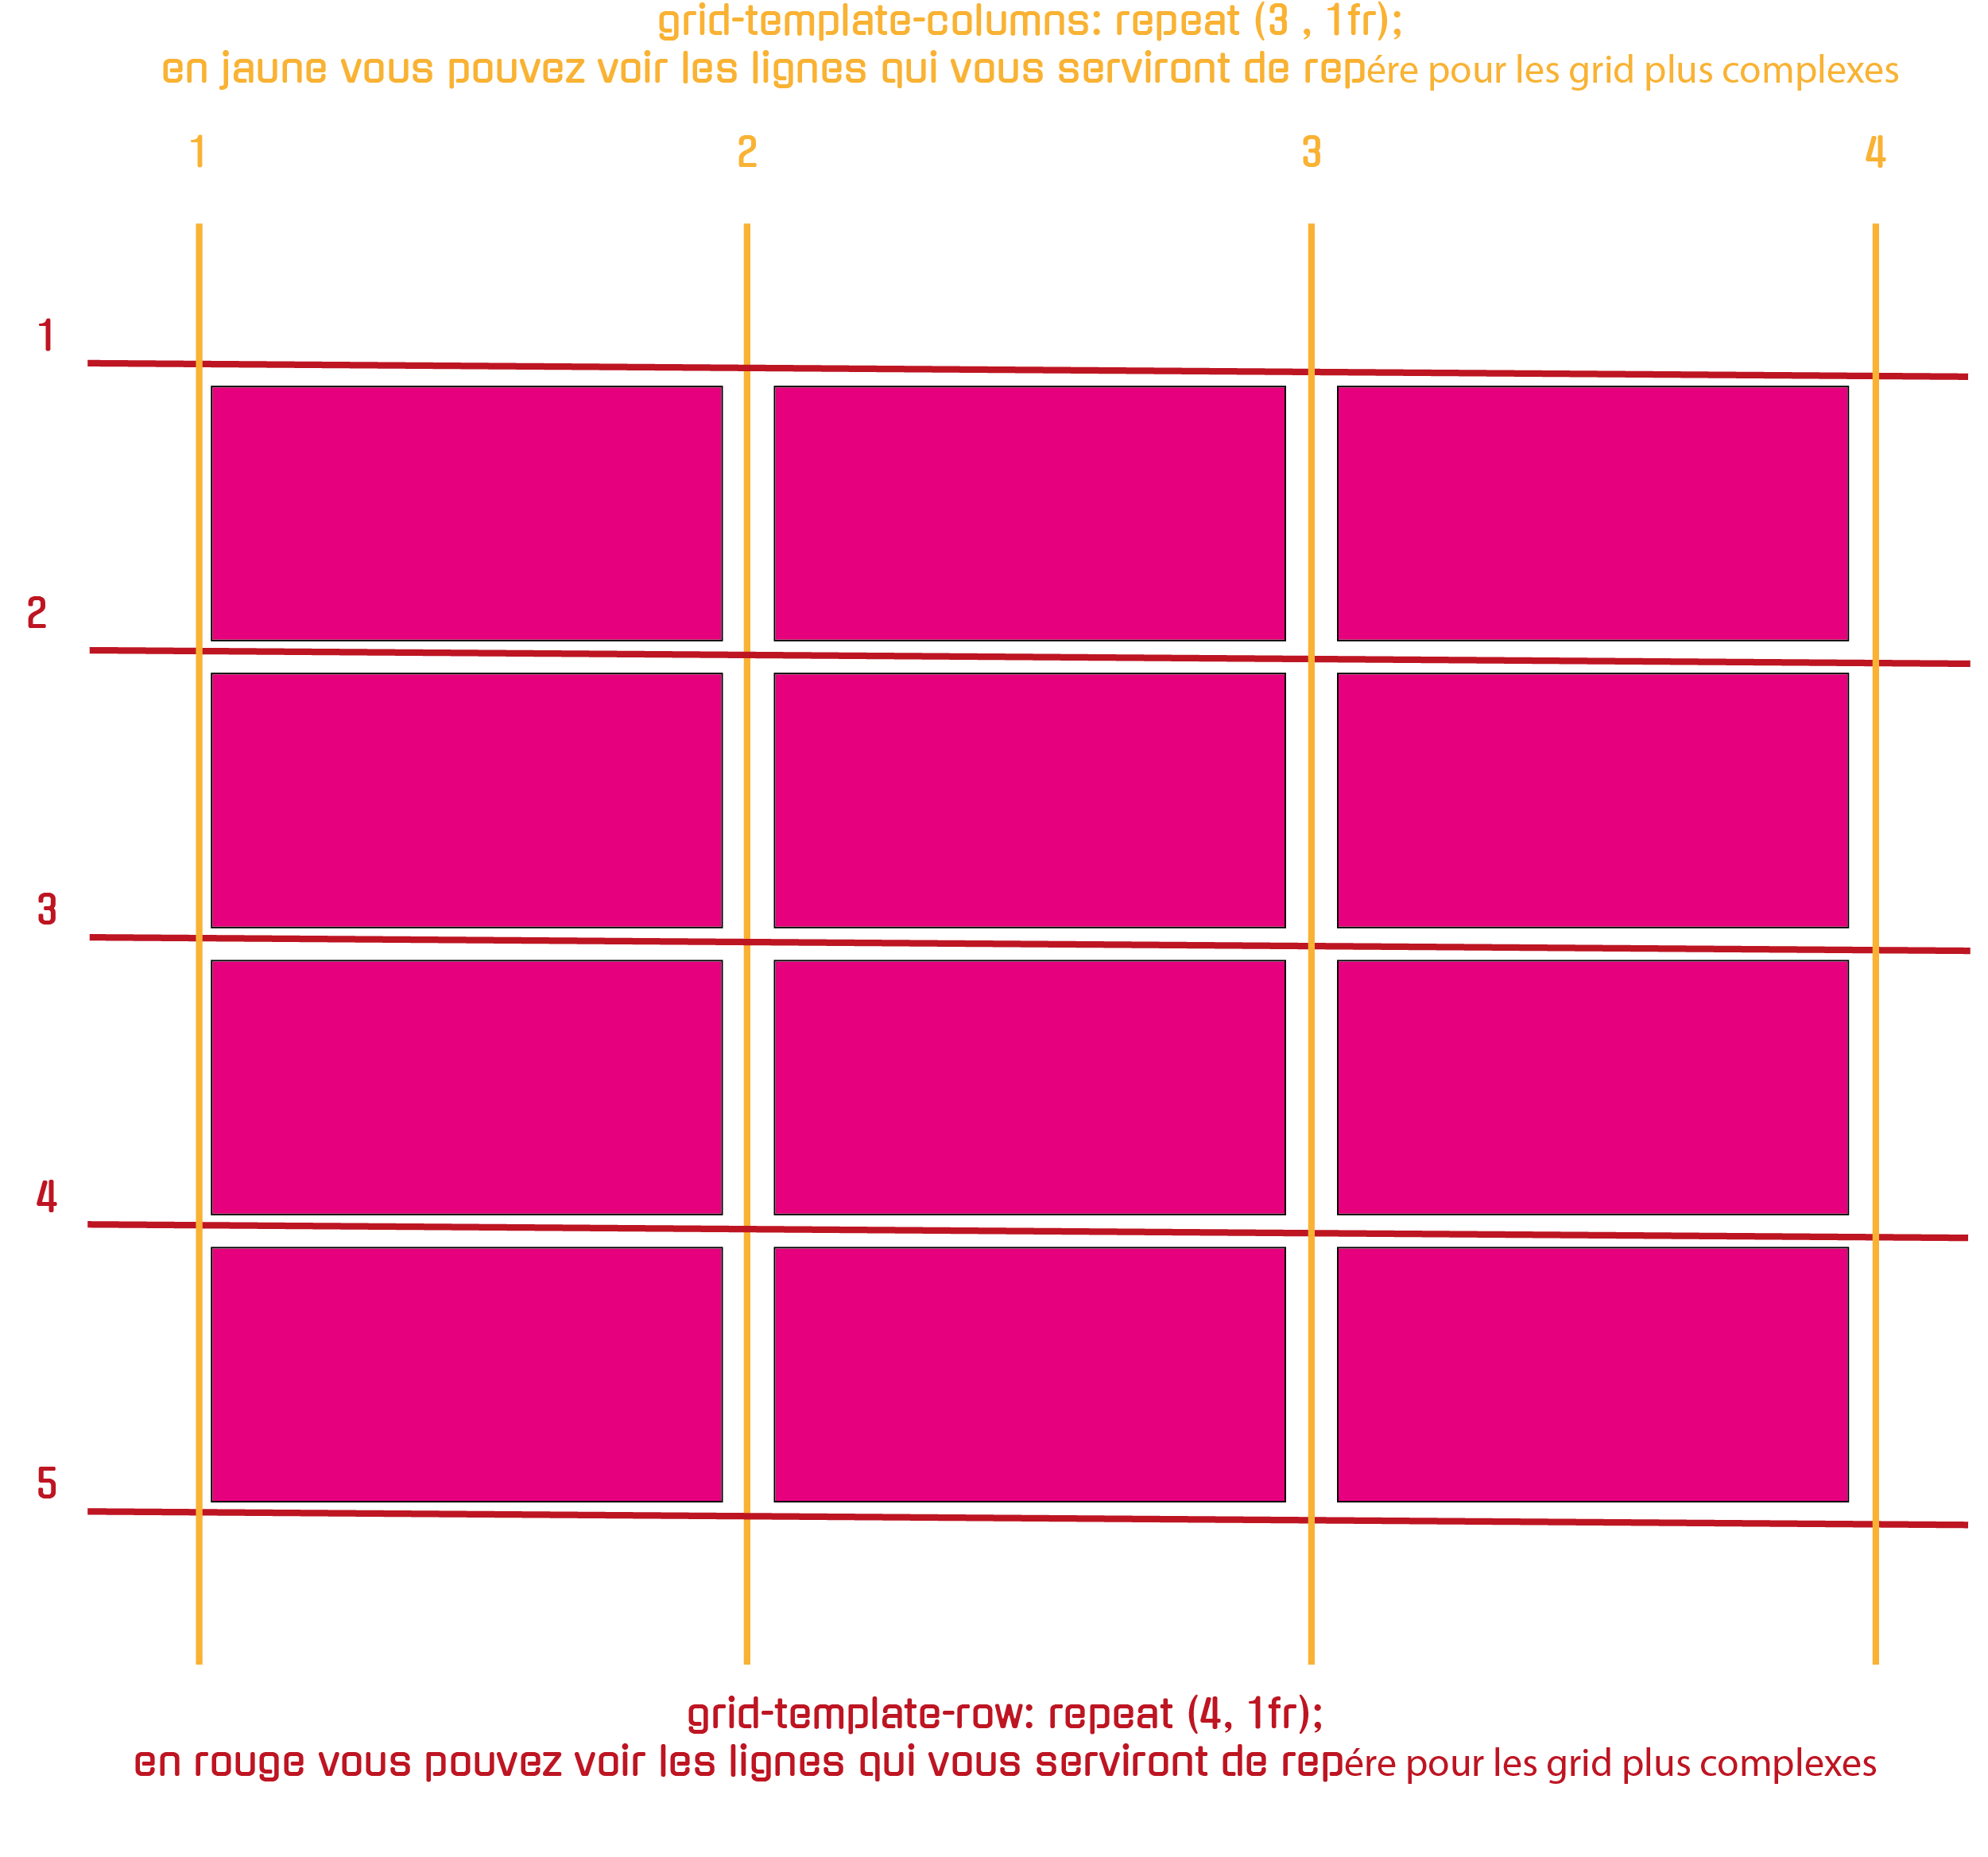 grid-template-columns: repeat (3 , 1fr);
en jaune vous pouvez voir les lignes qui vous serviront de repére pour les grid plus complexes
1 2 3 4
1
2
3
4
5
grid-template-row: repeat (4, 1fr);
en rouge vous pouvez voir les lignes qui vous serviront de repére pour les grid plus complexes